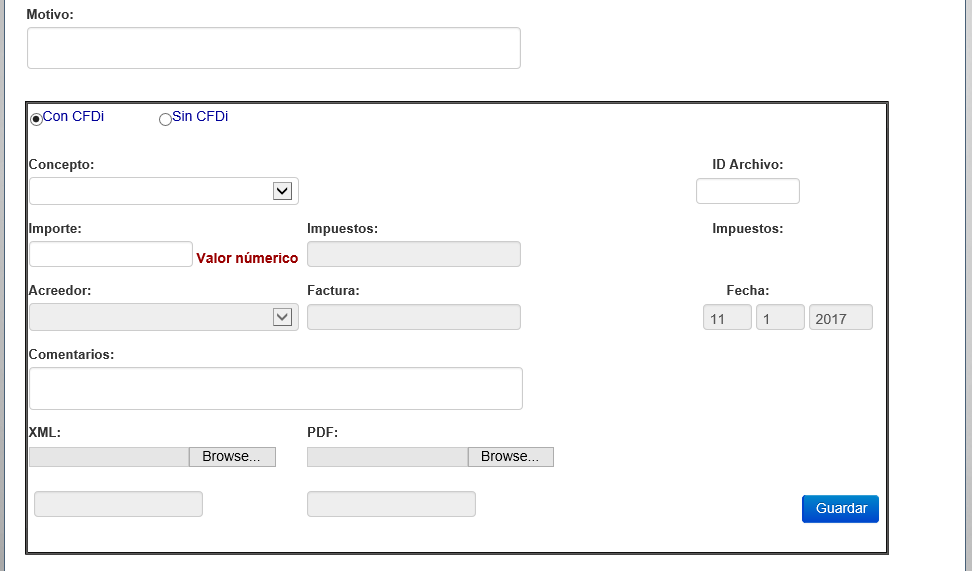 Motivo:
Con CFDi Sin CFDi
Concepto: ID Archivo:
Importe: Impuestos: Impuestos:
Valor númerico
Acreedor: Factura: Fecha:
11 1 2017
Comentarios:
XML: PDF:
Browse... Browse...
Guardar